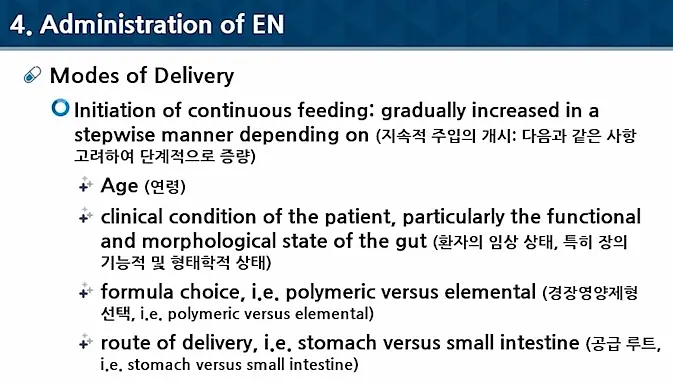 4. Administration of EN
Modes of Delivery
Initiation of continuous feeding: gradually increased in a
stepwise manner depending on (지속적 주입의 개시: 다음과 같은 사항
고려하여 단계적으로 증량)
Age (연령)
clinical condition of the patient, particularly the functional
and morphological state of the gut (환자의 임상 상태, 특히 장의
기능적 및 형태학적 상태)
formula choice, i.e. polymeric versus elemental (경장영양제형
선택, i.e. polymeric versus elemental)
route of delivery, i.e. stomach versus small intestine (공급 루트,
i.e. stomach versus small intestine)